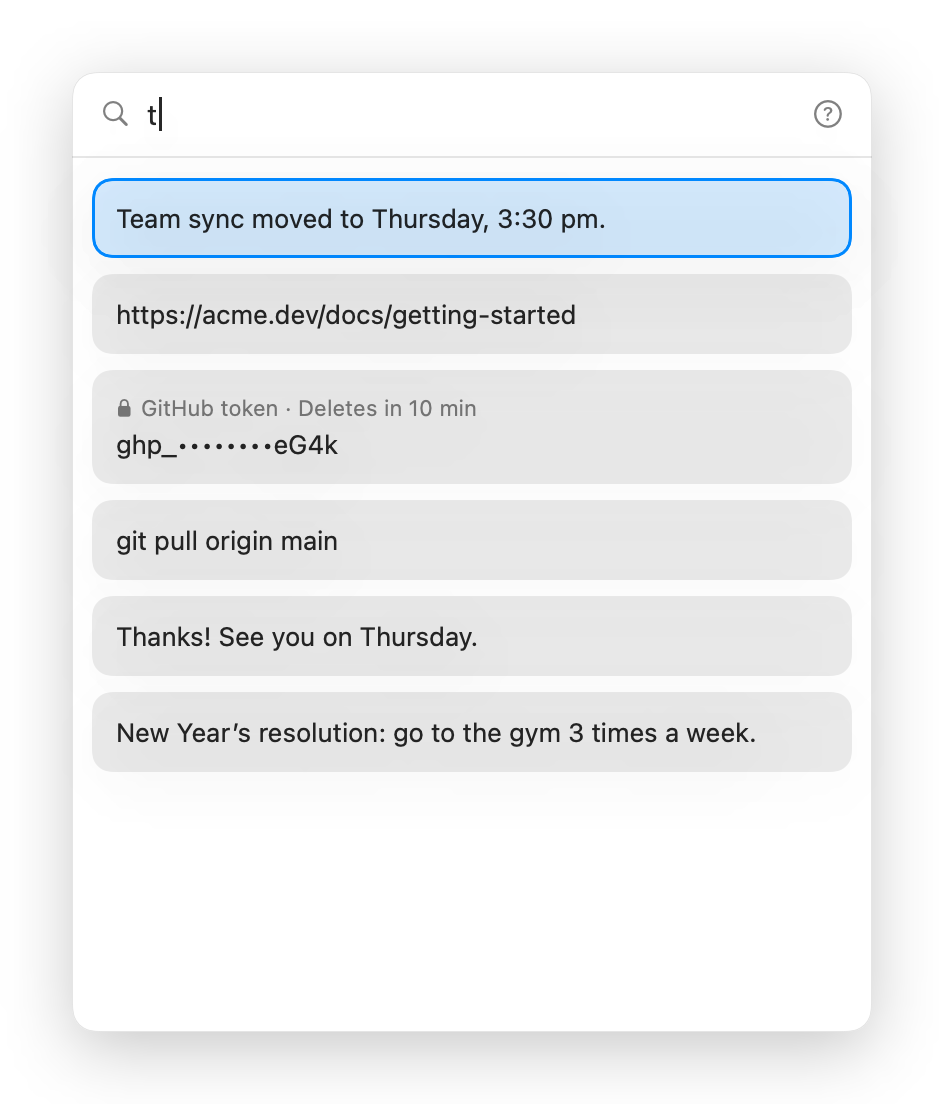 t
?
Team sync moved to Thursday, 3:30 pm.
https://acme.dev/docs/getting-started
GitHub token · Deletes in 10 min
ghp_••••••••eG4k
git pull origin main
Thanks! See you on Thursday.
New Year’s resolution: go to the gym 3 times a week.